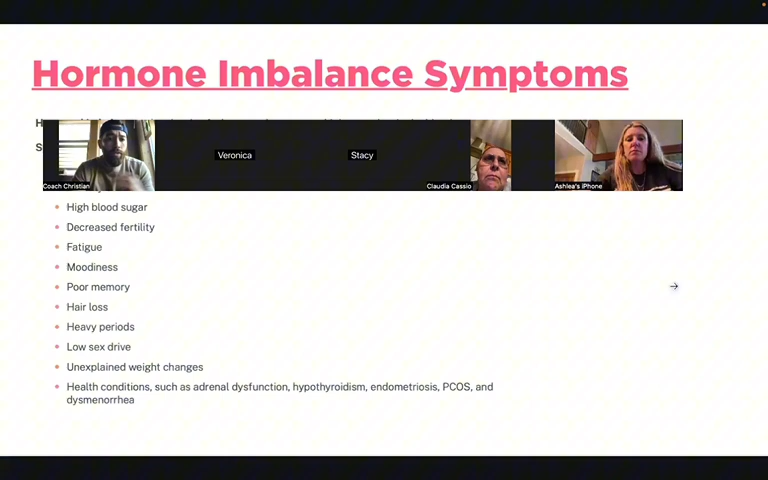 Hormone Imbalance Symptoms
Veronica
Stacy
Coach Christian
Claudia Cassio
Ashlea's iPhone
High blood sugar
Decreased fertility
Fatigue
Moodiness
Poor memory
Hair loss
Heavy periods
Low sex drive
Unexplained weight changes
Health conditions, such as adrenal dysfunction, hypothyroidism, endometriosis, PCOS, and
dysmenorrhea